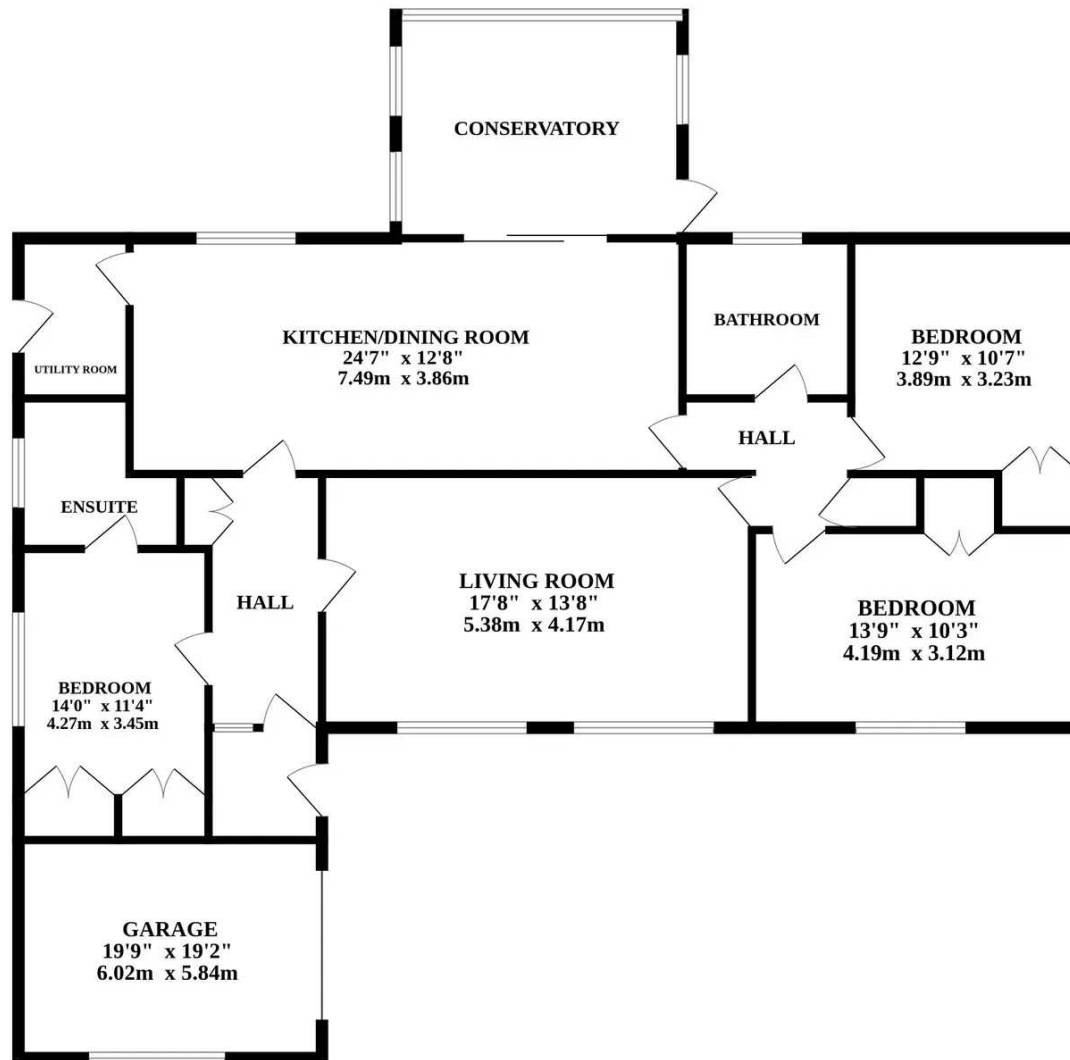 CONSERVATORY
KITCHEN/DINING ROOM
24'7" x 12'8"
7.49m x 3.86m
BATHROOM
BEDROOM
12'9" x 10'7"
3.89m x 3.23m
UTILITY ROOM
HALL
ENSUITE
HALL
LIVING ROOM
17'8" x 13'8"
5.38m x 4.17m
BEDROOM
13'9" x 10'3"
4.19m x 3.12m
BEDROOM
14'0" x 11'4"
4.27m x 3.45m
GARAGE
19'9" x 19'2"
6.02m x 5.84m